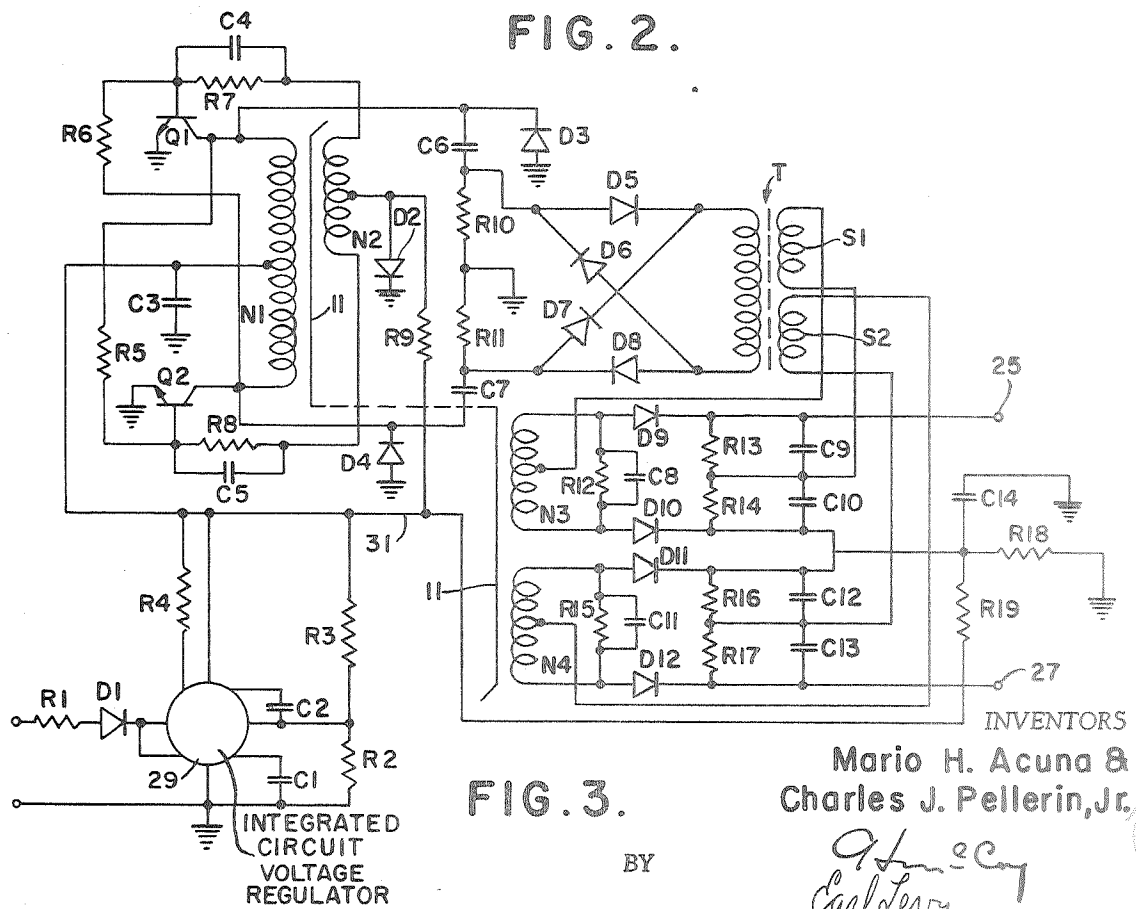 FIG. 2.
C4
R7
R6
Q1
C6
D3
T
D5
R10
D2
N2
D6
S1
C3
N1
11
D7
R5
R9
R11
D8
S2
Q2
C7
25
R8
D9
R13
C9
D4
C5
R12
C8
R14
C10
C14
N3
D10
R18
31
D11
11
R15
C11
R16
C12
R19
R4
R3
N4
D12
R17
C13
27
R1
D1
C2
29
C1
R2
INTEGRATED
CIRCUIT
VOLTAGE
REGULATOR
FIG. 3.
INVENTORS
Mario H. Acuna &
Charles J. Pellerin, Jr.
BY